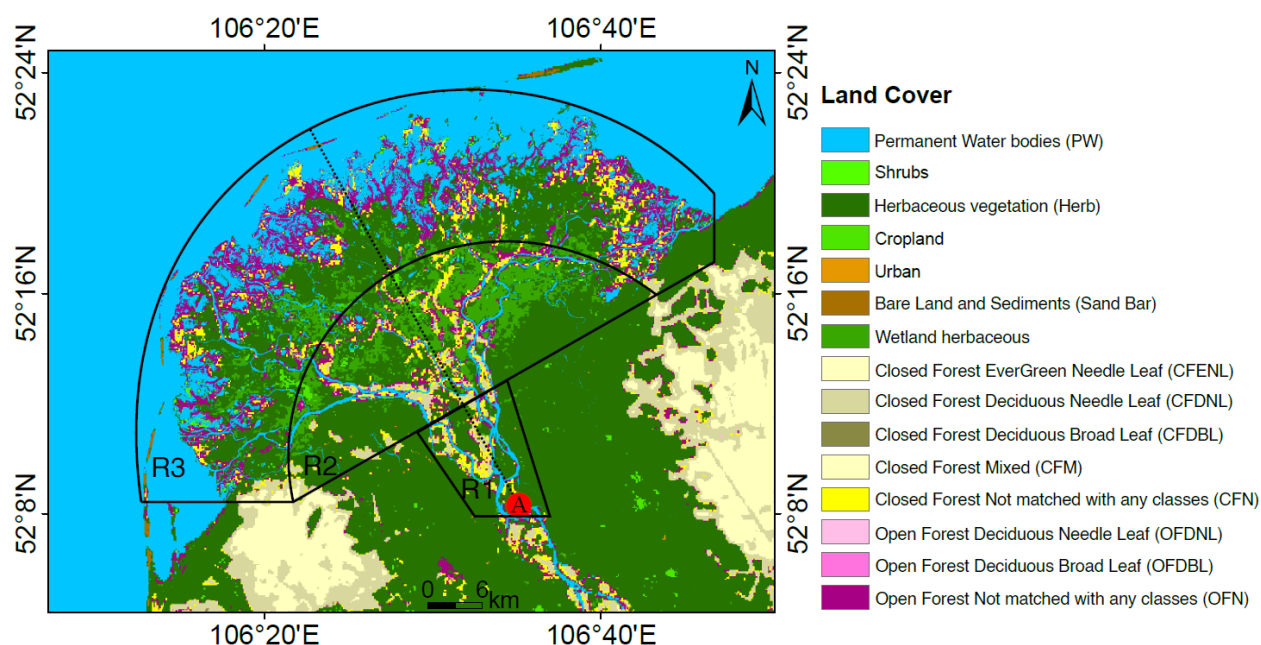 106°20'E 106°40'E
52°24'N 52°24'N
N
Land Cover
Permanent Water bodies (PW)
Shrubs
Herbaceous vegetation (Herb)
Cropland
52°16'N 52°16'N
Urban
Bare Land and Sediments (Sand Bar)
Wetland herbaceous
Closed Forest EverGreen Needle Leaf (CFENL)
Closed Forest Deciduous Needle Leaf (CFDNL)
Closed Forest Deciduous Broad Leaf (CFDBL)
R3 R2 Closed Forest Mixed (CFM)
R1
A
Closed Forest Not matched with any classes (CFN)
52°8'N 52°8'N
Open Forest Deciduous Needle Leaf (OFDNL)
Open Forest Deciduous Broad Leaf (OFDBL)
0 6
km
Open Forest Not matched with any classes (OFN)
106°20'E 106°40'E